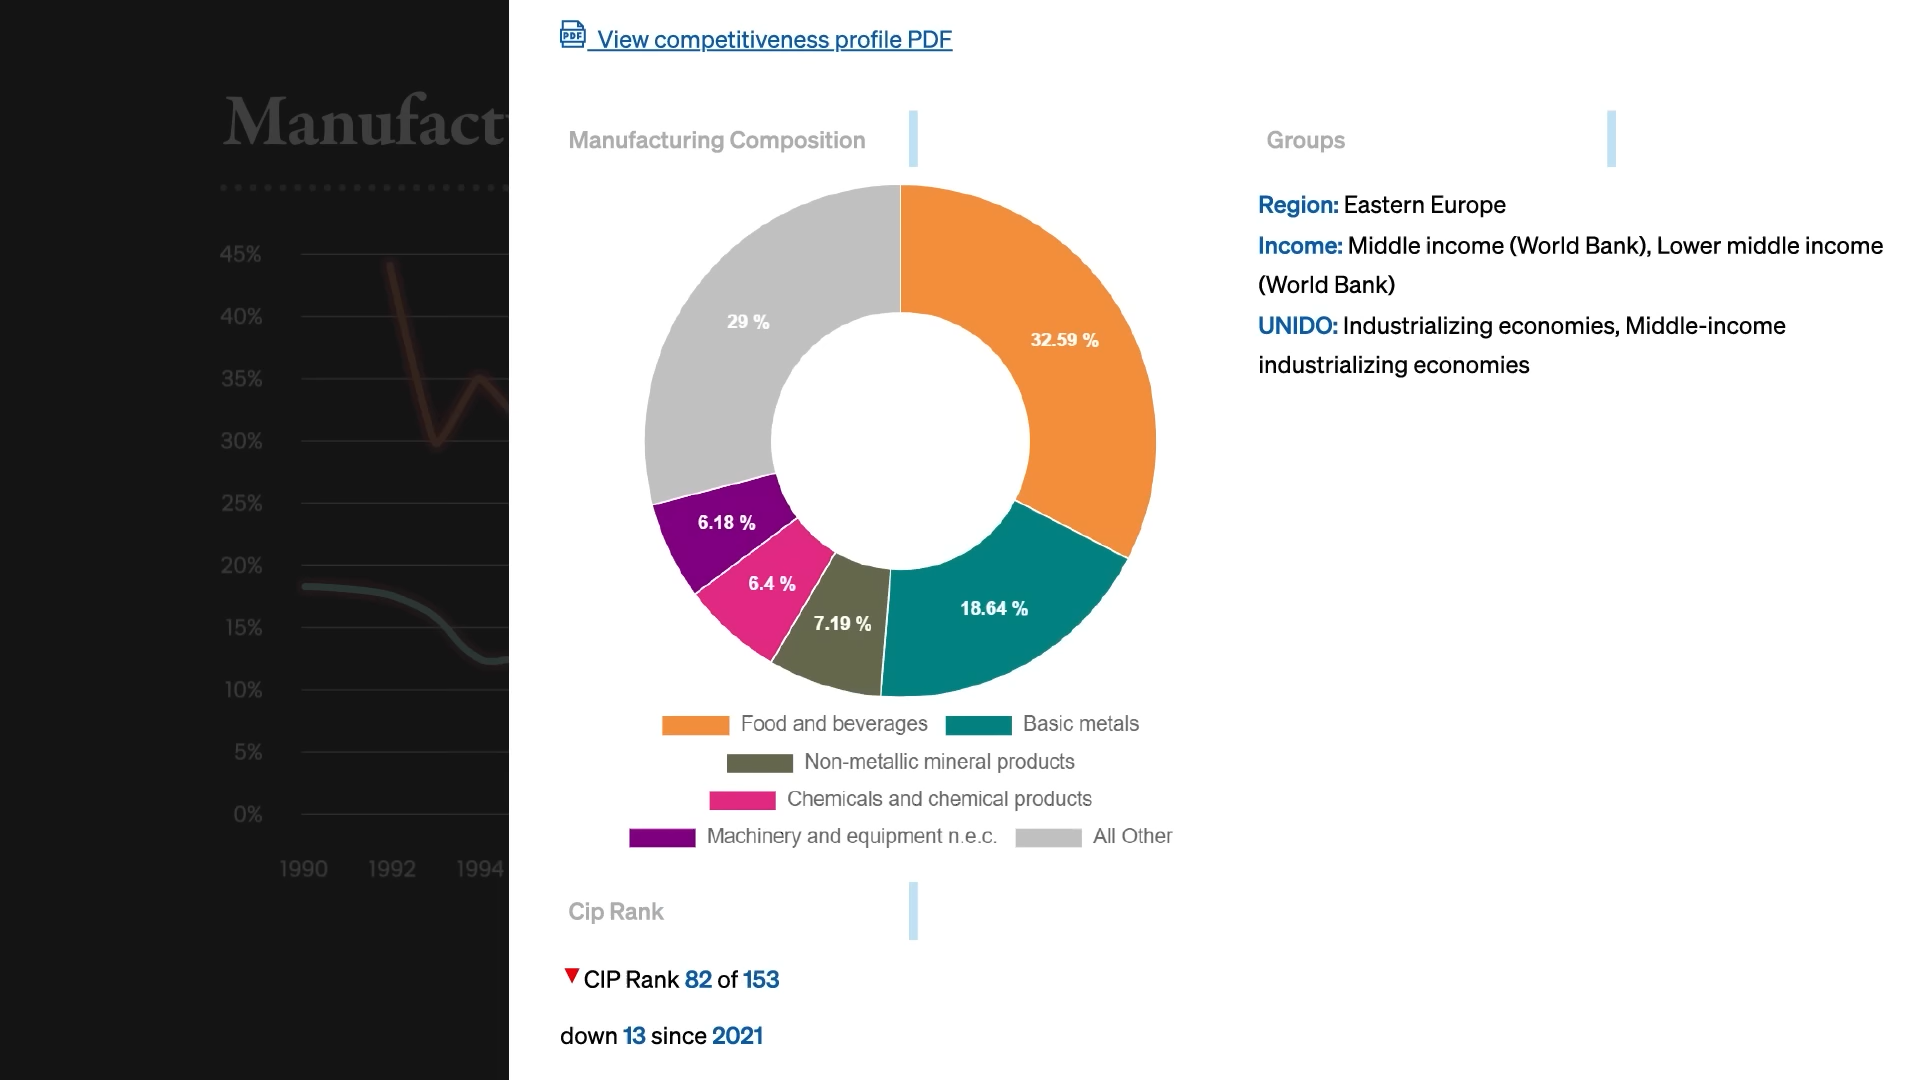 View competitiveness profile PDF
Manufact
45%
40%
35%
30%
25%
20%
15%
10%
5%
0%
1990 1992 1994
Manufacturing Composition
29 %
32.59 %
6.18 %
6.4 %
7.19 %
18.64 %
Food and beverages Basic metals
Non-metallic mineral products
Chemicals and chemical products
Machinery and equipment n.e.c. All Other
Groups
Region: Eastern Europe
Income: Middle income (World Bank), Lower middle income
(World Bank)
UNIDO: Industrializing economies, Middle-income
industrializing economies
Cip Rank
CIP Rank 82 of 153
down 13 since 2021